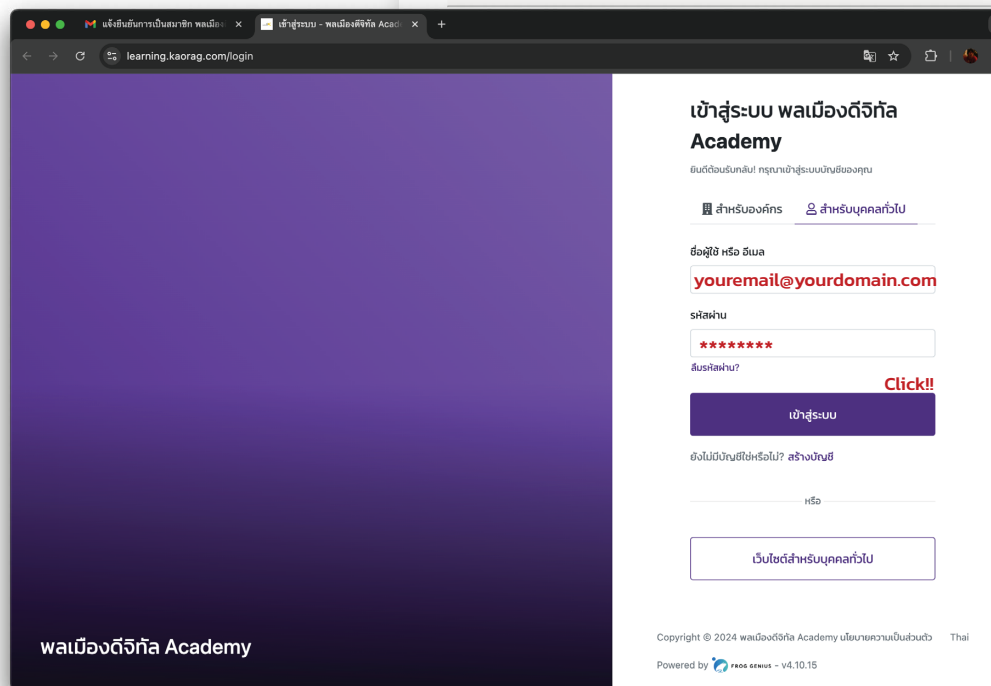 แจ้งยืนยันการเป็นสมาชิก พลเมือง
เข้าสู่ระบบ - พลเมืองดิจิทัล Acad
learning.kaorag.com/login
เข้าสู่ระบบ พลเมืองดิจิทัล
Academy
ยินดีต้อนรับกลับ! กรุณาเข้าสู่ระบบบัญชีของคุณ
สำหรับองค์กร สำหรับบุคคลทั่วไป
ชื่อผู้ใช้ หรือ อีเมล
youremail@yourdomain.com
รหัสผ่าน
********
ลืมรหัสผ่าน?
Click!!
เข้าสู่ระบบ
ยังไม่มีบัญชีใช่หรือไม่? สร้างบัญชี
หรือ
เว็บไซต์สำหรับบุคคลทั่วไป
พลเมืองดิจิทัล Academy
Copyright © 2024 พลเมืองดิจิทัล Academy นโยบายความเป็นส่วนตัว Thai
Powered by FROG GENIUS - v4.10.15